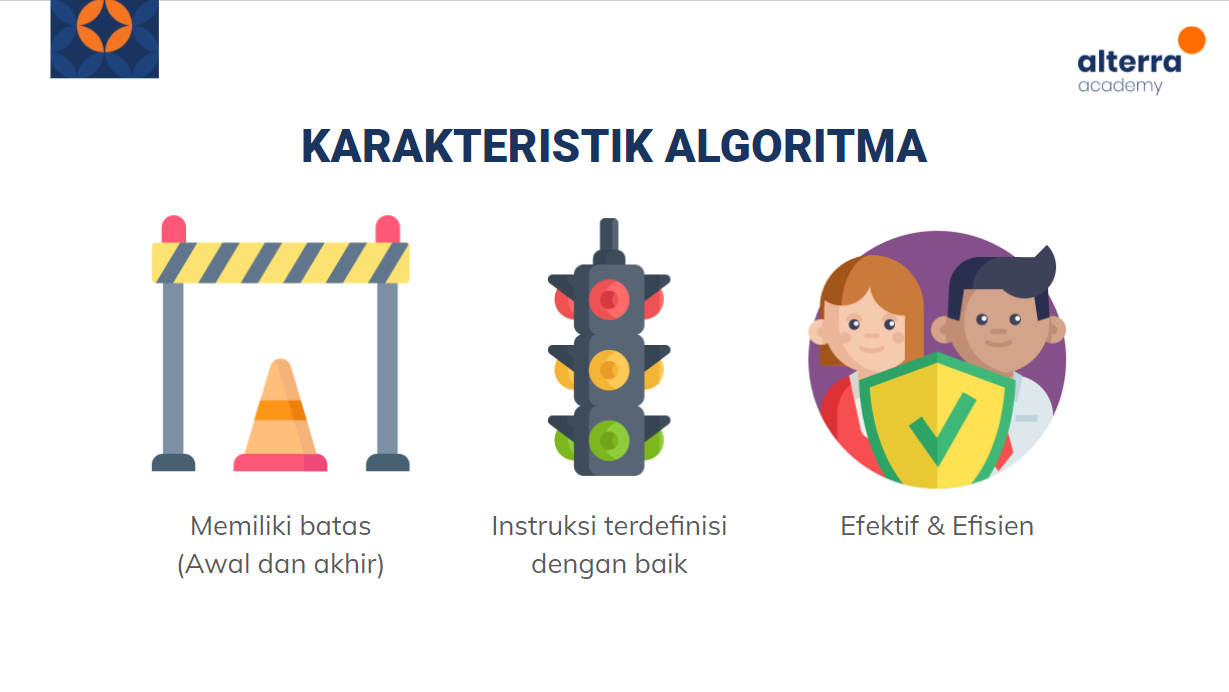 alterra
academy
KARAKTERISTIK ALGORITMA
Memiliki batas
(Awal dan akhir)
Instruksi terdefinisi
dengan baik
Efektif & Efisien